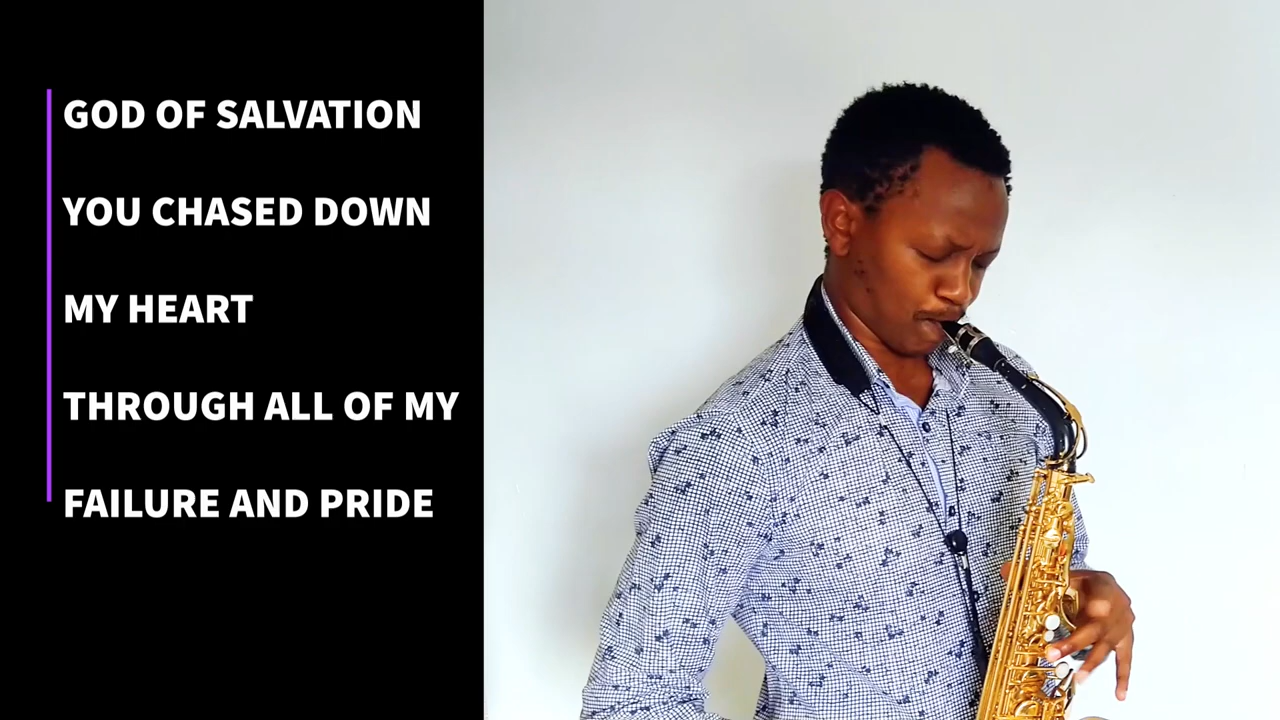 GOD OF SALVATION
YOU CHASED DOWN
MY HEART
THROUGH ALL OF MY
FAILURE AND PRIDE